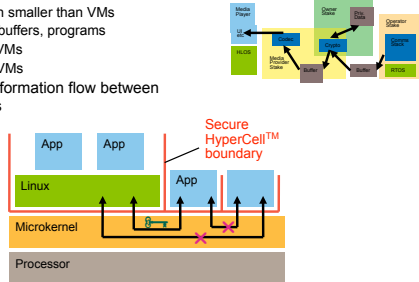 n smaller than VMs
buffers, programs
VMs
VMs
formation flow between
s
Media
Player
UI
etc
HLOS
Codec
Media
Provider
Stake
Buffer
Owner
Stake
Priv.
Data
Crypto
Buffer
Operator
Stake
Comms
Stack
RTOS
Secure
HyperCell™
boundary
App
App
Linux
App
Microkernel
Processor